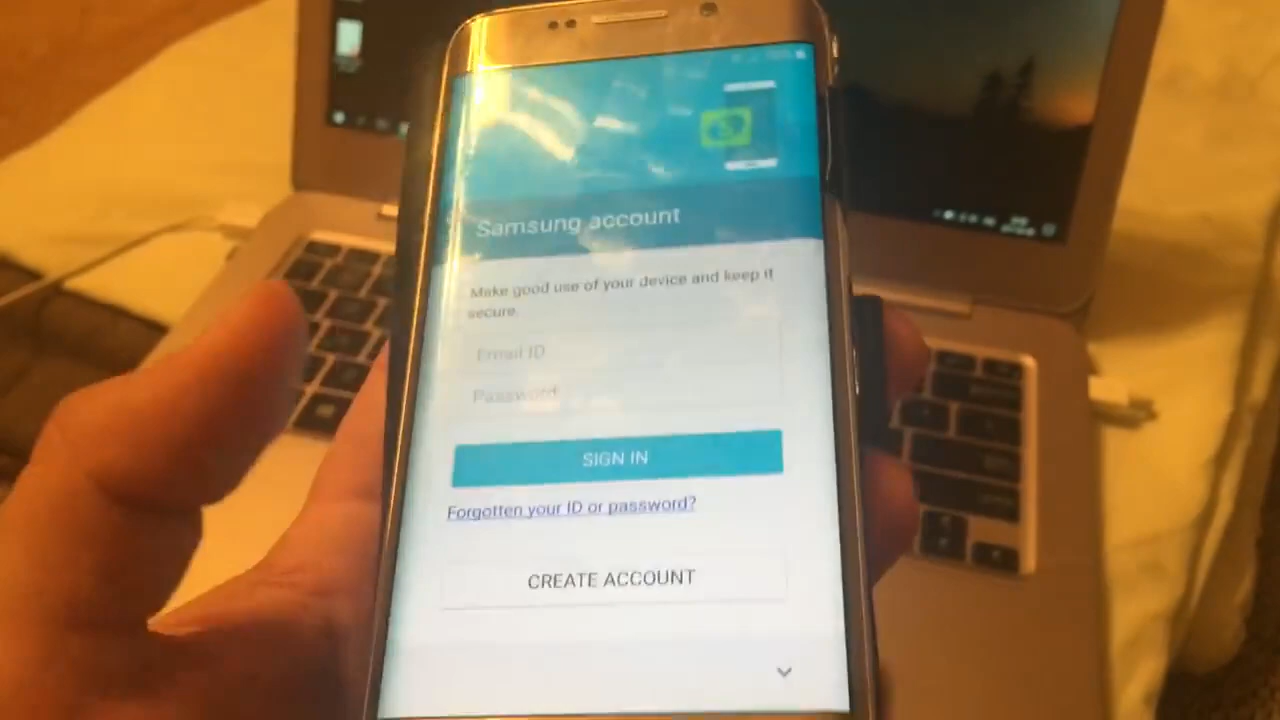 Samsung account
Make good use of your device and keep it
secure.
Email ID
Password
SIGN IN
Forgotten your ID or password?
CREATE ACCOUNT